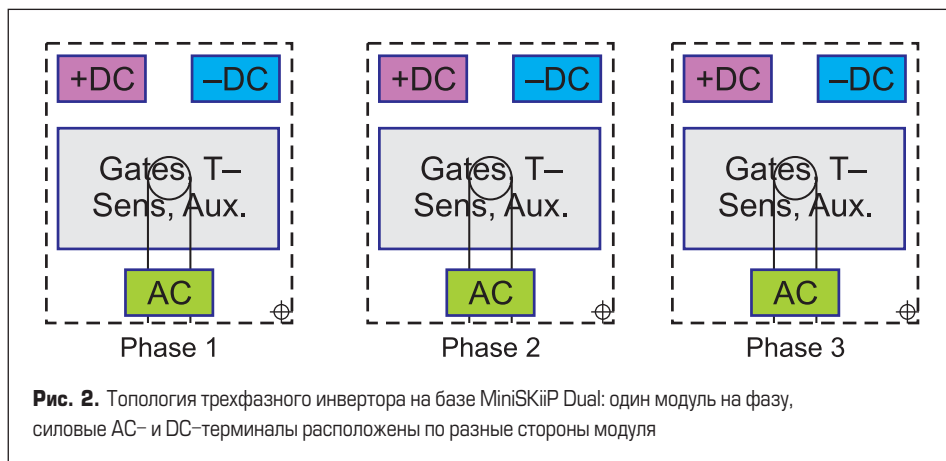 +DC –DC +DC –DC +DC –DC
Gates, T– Gates, T– Gates, T–
Sens, Aux. Sens, Aux. Sens, Aux.
AC AC AC
Phase 1 Phase 2 Phase 3
Рис. 2. Топология трехфазного инвертора на базе MiniSKiiP Dual: один модуль на фазу,
силовые AC– и DC–терминалы расположены по разные стороны модуля